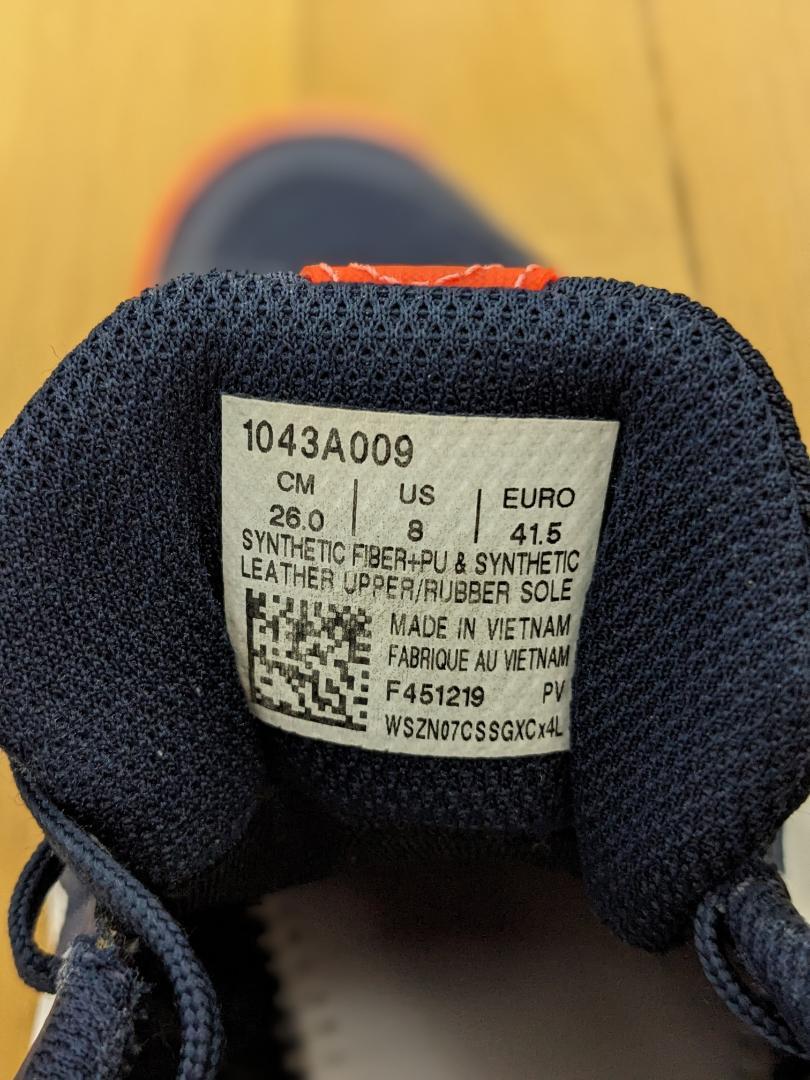 1043A009
CM | US | EURO
26.0 | 8 | 41.5
SYNTHETIC FIBER+PU & SYNTHETIC
LEATHER UPPER/RUBBER SOLE
MADE IN VIETNAM
FABRIQUE AU VIETNAM
F451219 PV
WSZN07CSSGXCx4L